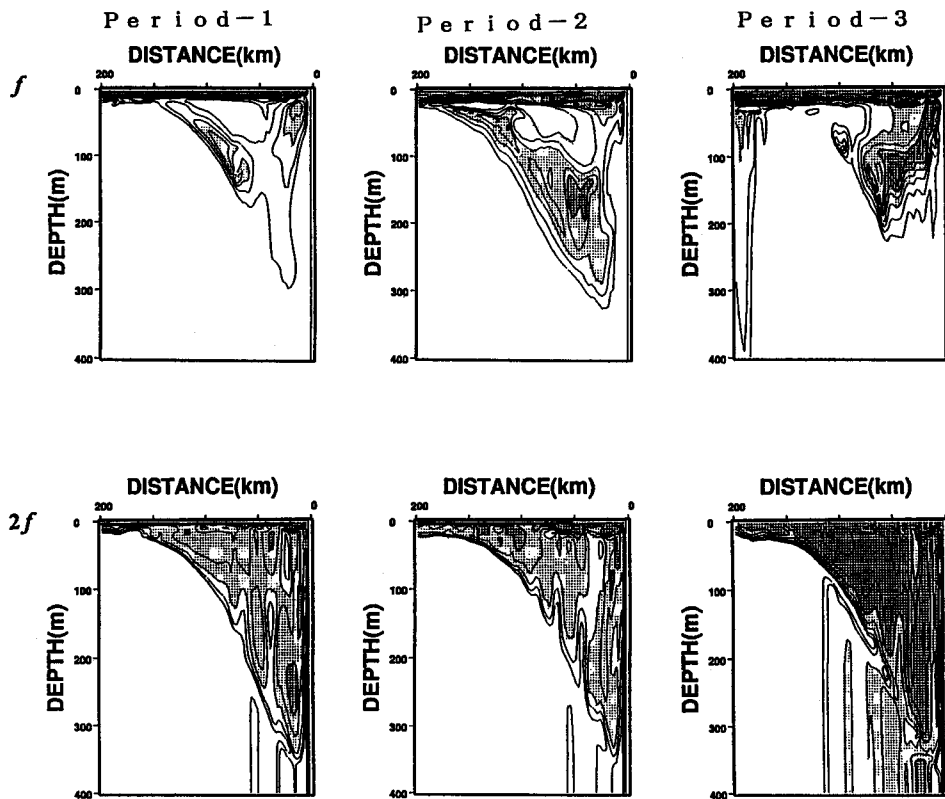 Period-1 Period-2 Period-3
DISTANCE(km) DISTANCE(km) DISTANCE(km)
200 0 200 0 200
f
0 0 0
100 100 100
200 200 200
300 300 300
400 400 400
DEPTH(m) DEPTH(m) DEPTH(m)
DISTANCE(km) DISTANCE(km) DISTANCE(km)
200 0 200 0 200
2f
0 0 0
100 100 100
200 200 200
300 300 300
400 400 400
DEPTH(m) DEPTH(m) DEPTH(m)